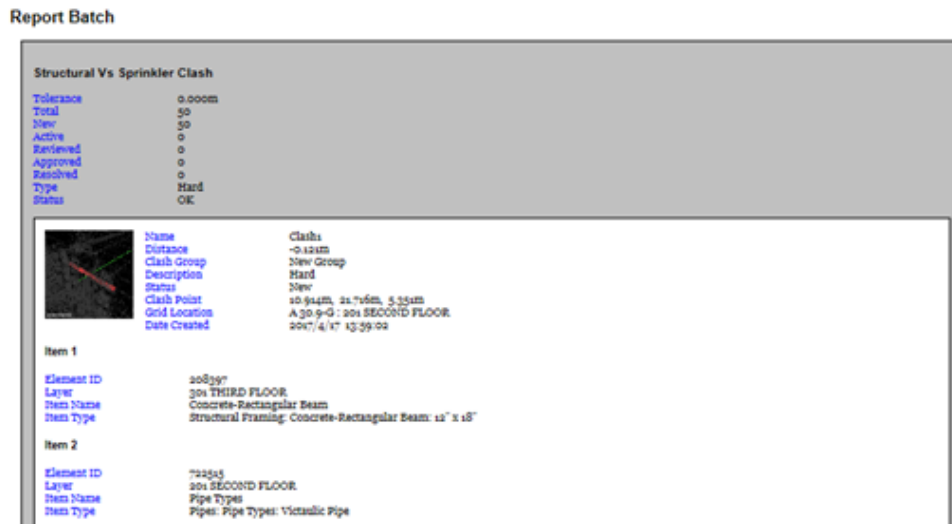 Report Batch
Structural Vs Sprinkler Clash
Tolerance 0.000m
Total 50
New 50
Active 0
Reviewed 0
Approved 0
Resolved 0
Type Hard
Status OK
Name Clash1
Distance -0.121m
Clash Group New Group
Description Hard
Status New
Clash Point 10.914m, 21.716m, 5.351m
Grid Location A 30.9-G : 201 SECOND FLOOR
Date Created 2017/4/17 13:59:02
Item 1
Element ID 208397
Layer 301 THIRD FLOOR
Item Name Concrete-Rectangular Beam
Item Type Structural Framing: Concrete-Rectangular Beam: 12" x 18"
Item 2
Element ID 722515
Layer 201 SECOND FLOOR
Item Name Pipe Types
Item Type Pipes: Pipe Types: Victaulic Pipe